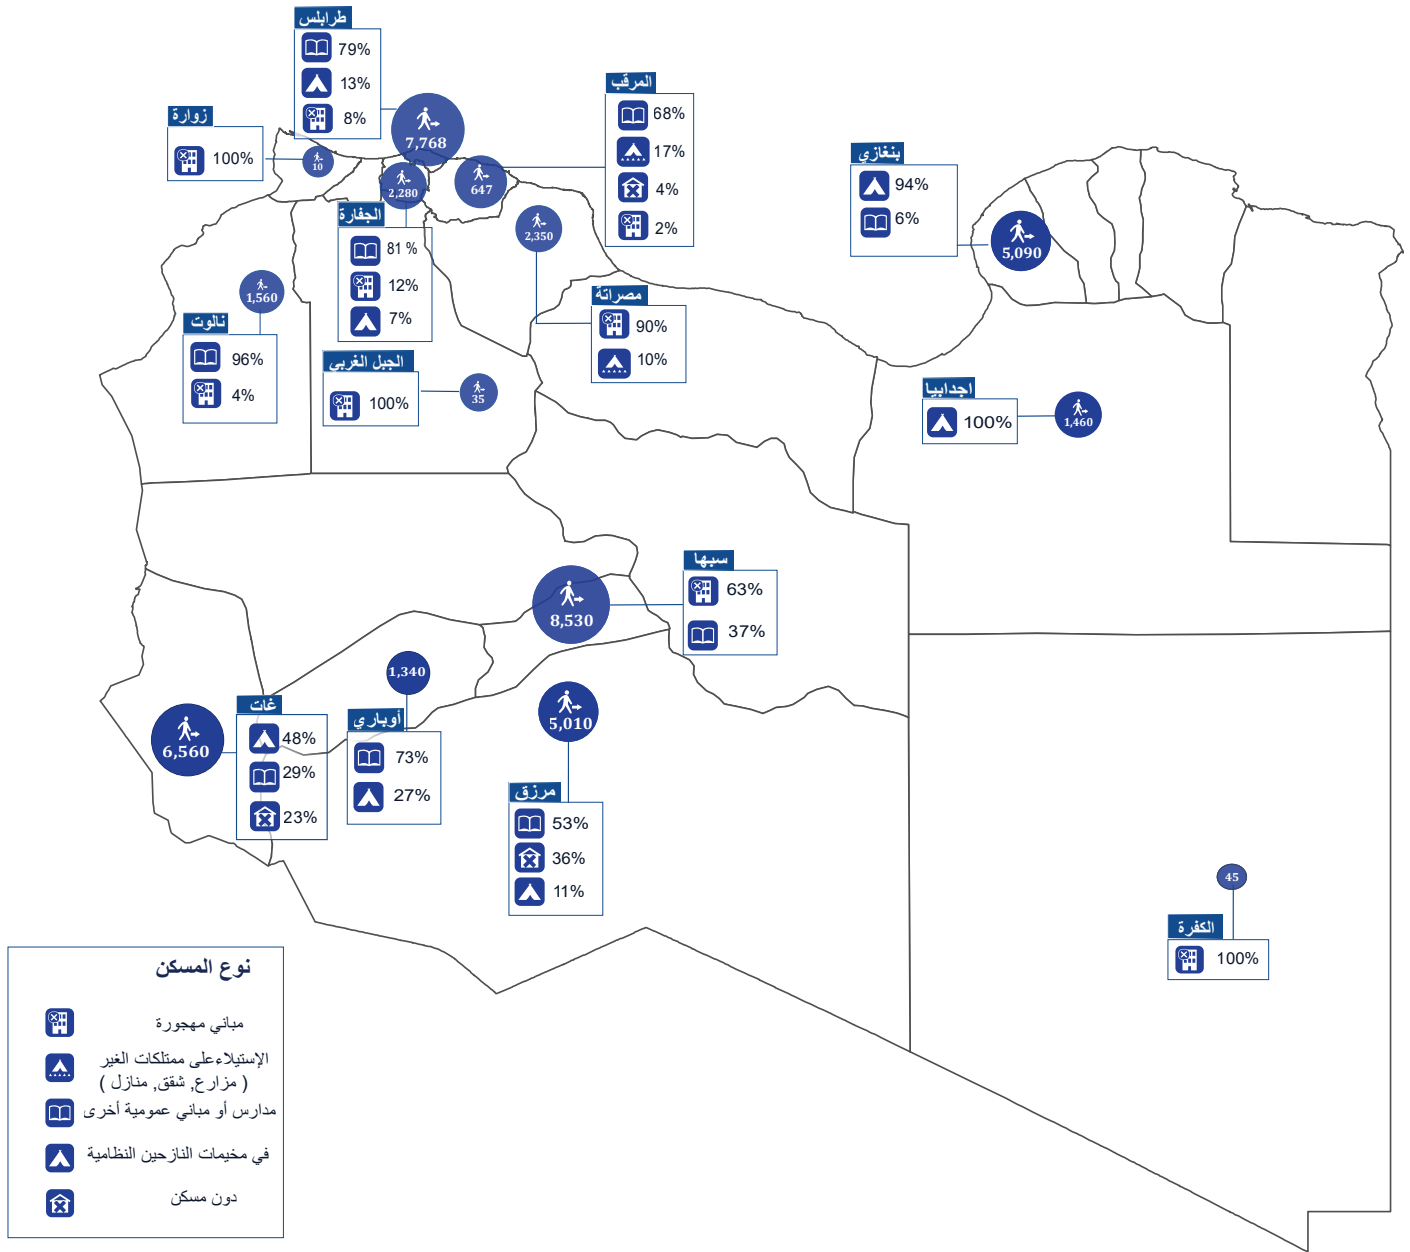 طرابلس
79%
13%
8%
7,768
المرقب
68%
17%
4%
2%
647
زوارة
100%
10
2,280
الجفارة
81 %
12%
7%
2,350
مصراتة
90%
10%
بنغازي
94%
6%
5,090
1,560
نالوت
96%
4%
الجبل الغربي
100%
35
اجدابيا
100%
1,460
سبها
63%
37%
8,530
1,340
أوباري
73%
27%
غات
48%
29%
23%
6,560
5,010
مرزق
53%
36%
11%
45
الكفرة
100%
نوع المسكن
مباني مهجورة
الإستيلاءعلى ممتلكات الغير
( مزارع, شقق, منازل )
مدارس أو مباني عمومية أخرى
في مخيمات النازحين النظامية
دون مسكن